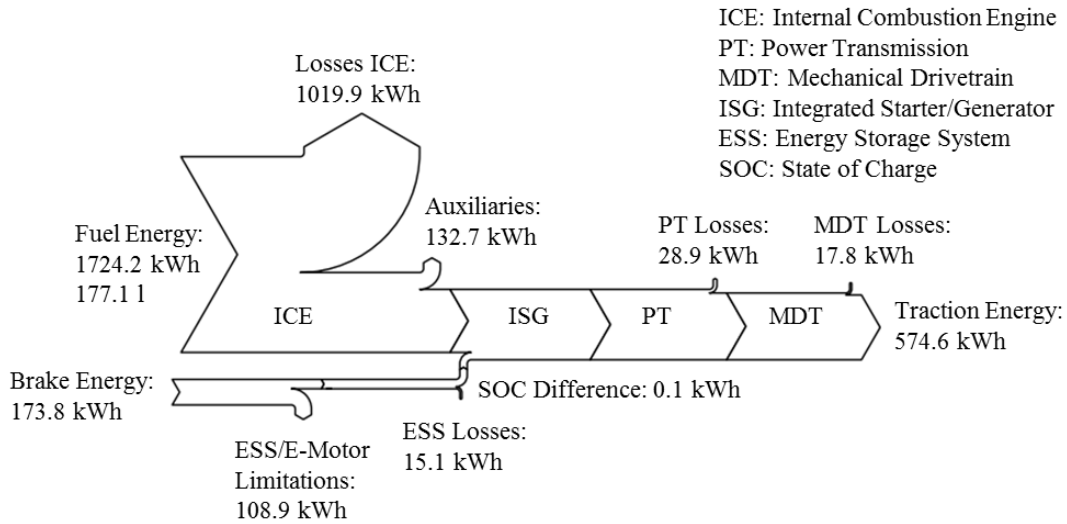 ICE: Internal Combustion Engine
PT: Power Transmission
MDT: Mechanical Drivetrain
ISG: Integrated Starter/Generator
ESS: Energy Storage System
SOC: State of Charge
Losses ICE:
1019.9 kWh
Auxiliaries:
132.7 kWh
PT Losses:
28.9 kWh
MDT Losses:
17.8 kWh
Fuel Energy:
1724.2 kWh
177.1 l
ICE
ISG
PT
MDT
Traction Energy:
574.6 kWh
Brake Energy:
173.8 kWh
SOC Difference: 0.1 kWh
ESS/E-Motor
Limitations:
108.9 kWh
ESS Losses:
15.1 kWh